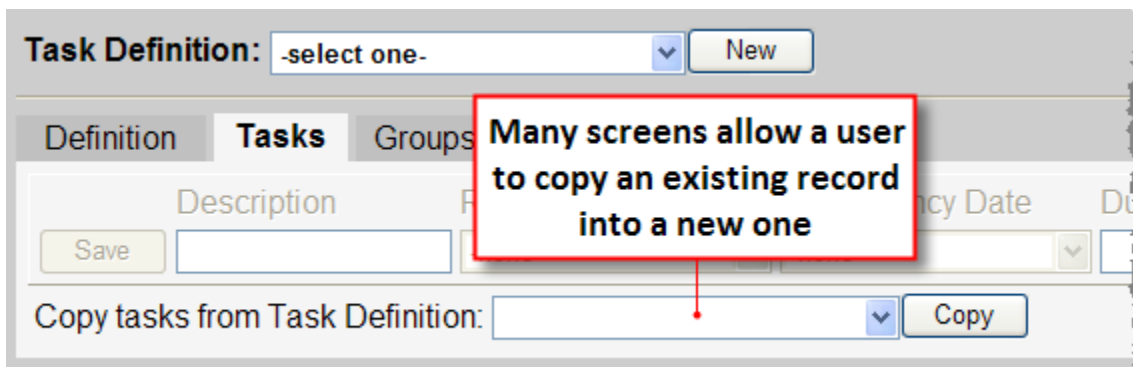 Task Definition: -select one- New
Definition Tasks Groups
Many screens allow a user
to copy an existing record
into a new one
Description Date
Save
Copy tasks from Task Definition: Copy